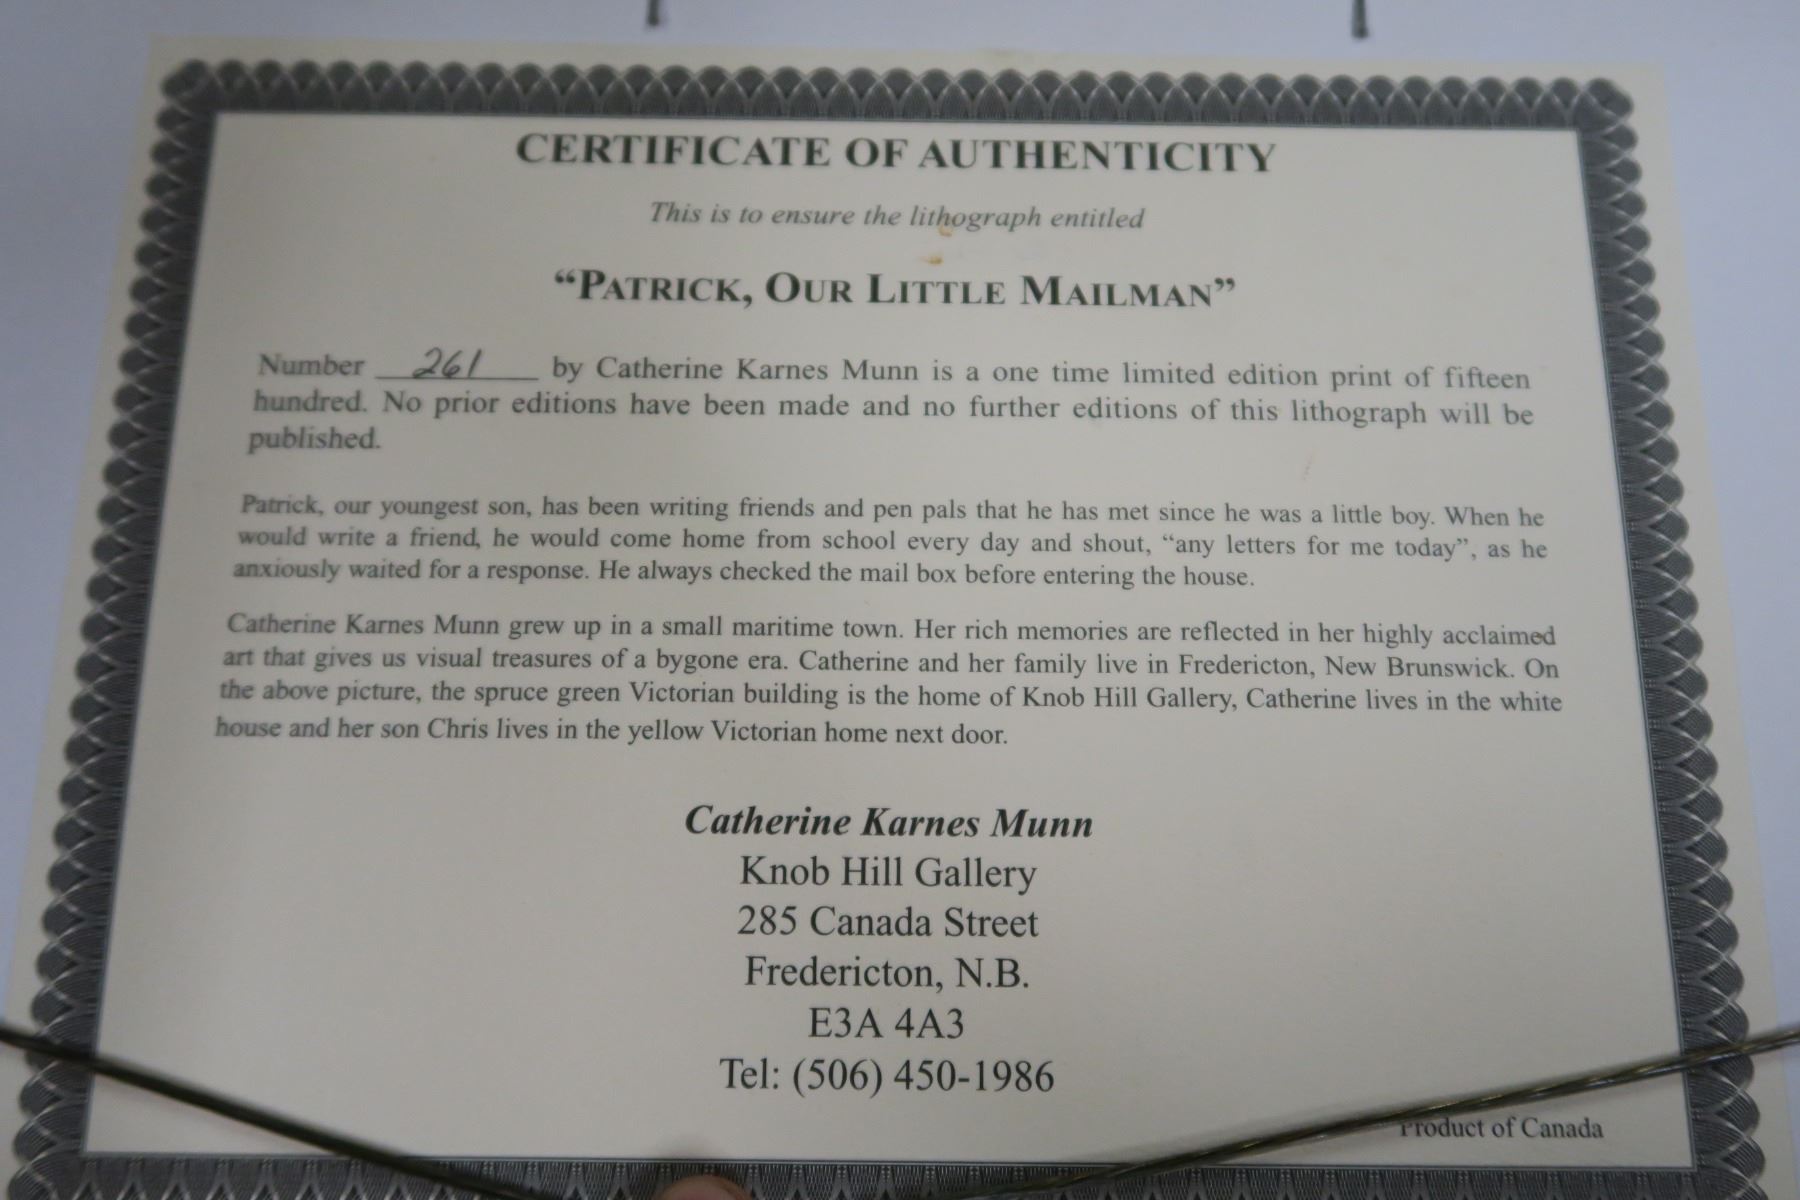 CERTIFICATE OF AUTHENTICITY
This is to ensure the lithograph entitled
“PATRICK, OUR LITTLE MAILMAN”
Number 261 by Catherine Karnes Munn is a one time limited edition print of fifteen
hundred. No prior editions have been made and no further editions of this lithograph will be
published.
Patrick, our youngest son, has been writing friends and pen pals that he has met since he was a little boy. When he
would write a friend, he would come home from school every day and shout, “any letters for me today”, as he
anxiously waited for a response. He always checked the mail box before entering the house.
Catherine Karnes Munn grew up in a small maritime town. Her rich memories are reflected in her highly acclaimed
art that gives us visual treasures of a bygone era. Catherine and her family live in Fredericton, New Brunswick. On
the above picture, the spruce green Victorian building is the home of Knob Hill Gallery, Catherine lives in the white
house and her son Chris lives in the yellow Victorian home next door.
Catherine Karnes Munn
Knob Hill Gallery
285 Canada Street
Fredericton, N.B.
E3A 4A3
Tel: (506) 450-1986
Product of Canada